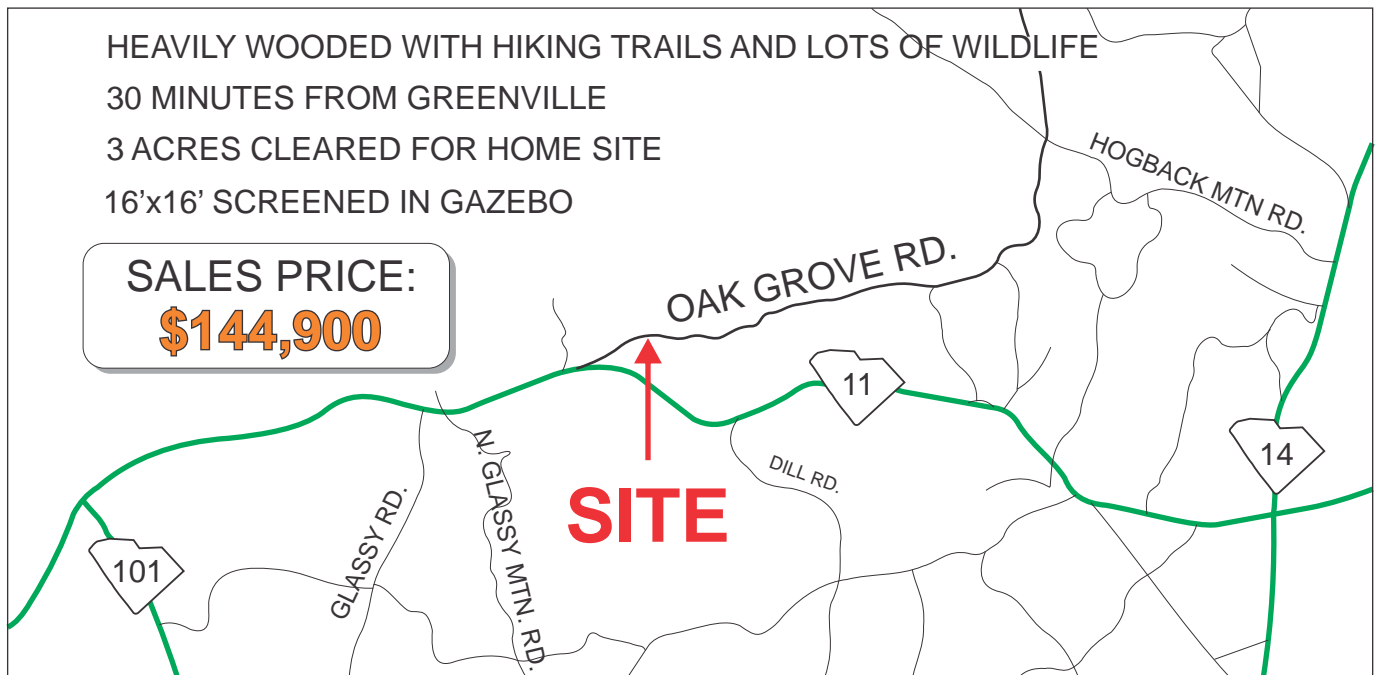 HEAVILY WOODED WITH HIKING TRAILS AND LOTS OF WILDLIFE
30 MINUTES FROM GREENVILLE
3 ACRES CLEARED FOR HOME SITE
16’x16’ SCREENED IN GAZEBO
SALES PRICE:
$144,900
HOGBACK MTN RD.
OAK GROVE RD.
11
14
N. GLASSY MTN. RD.
DILL RD.
GLASSY RD.
SITE
101